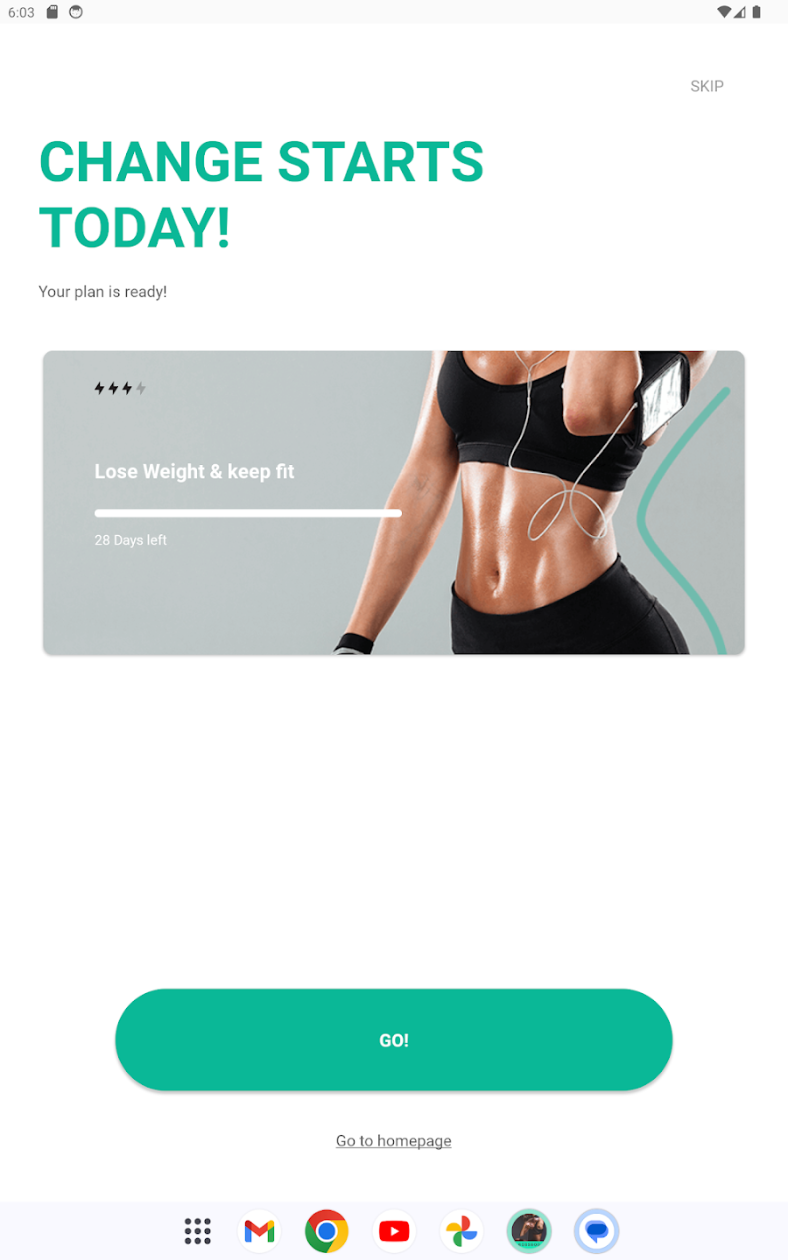 6:03
SKIP
CHANGE STARTS
TODAY!
Your plan is ready!
Lose Weight & keep fit
28 Days left
GO!
Go to homepage